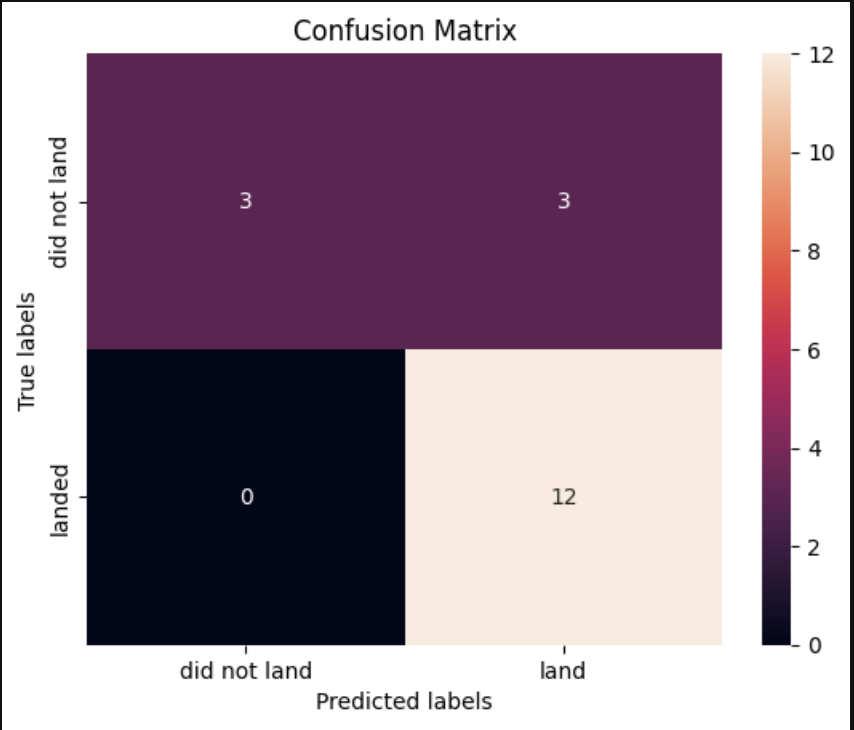 Confusion Matrix
True labels
did not land
landed
3
3
0
12
did not land
land
Predicted labels
12
10
8
6
4
2
0